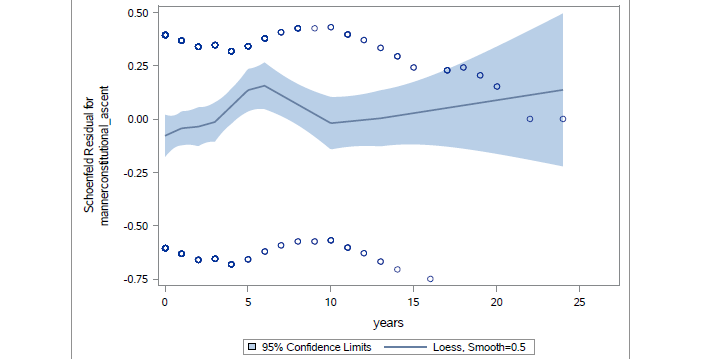 Schoenfeld Residual for
mannerconstitutional_ascent
0.50
0.25
0.00
-0.25
-0.50
-0.75
0 5 10 15 20 25
years
95% Confidence Limits Loess, Smooth=0.5